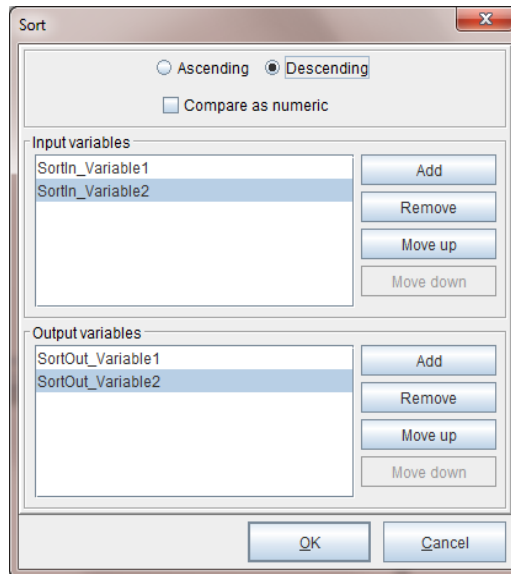 Sort
Ascending Descending
Compare as numeric
Input variables
SortIn_Variable1
SortIn_Variable2
Add
Remove
Move up
Move down
Output variables
SortOut_Variable1
SortOut_Variable2
Add
Remove
Move up
Move down
OK Cancel